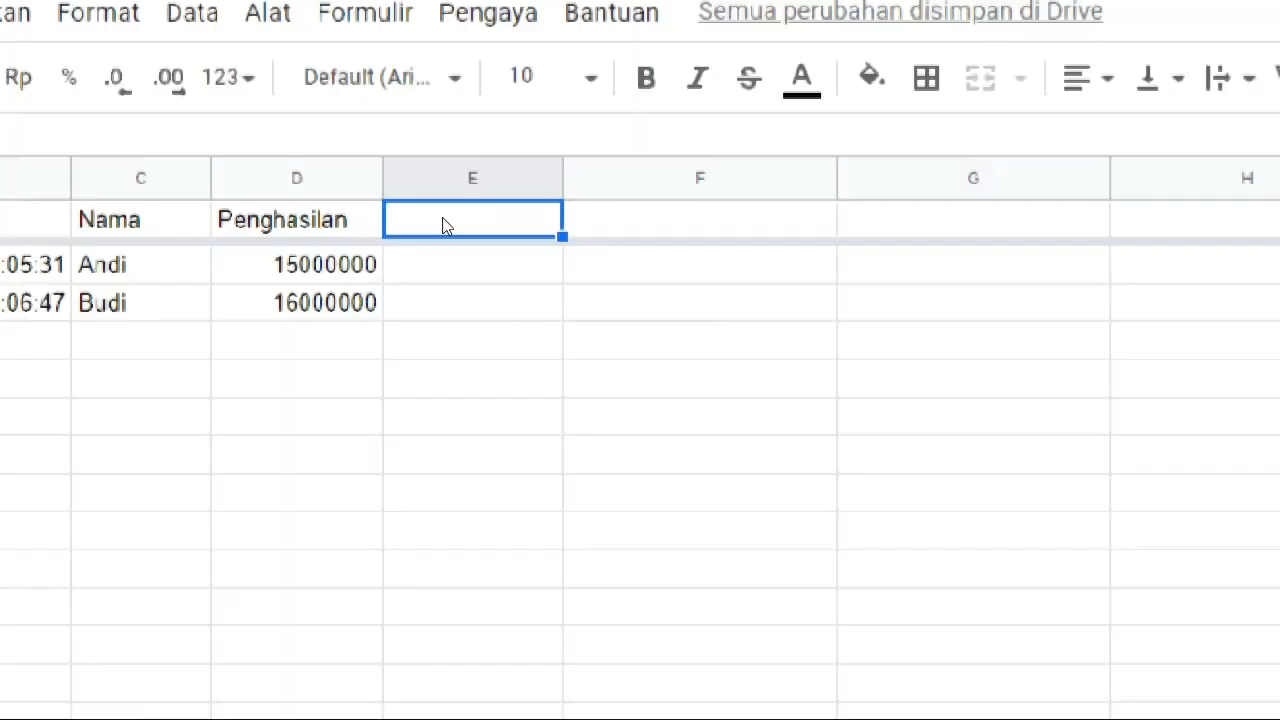 kan Format Data Alat Formulir Pengaya Bantuan Semua perubahan disimpan di Drive
Rp % .0 .00 123 Default (Ari... 10 B I S A
C D E F G H
Nama Penghasilan
:05:31 Andi 15000000
:06:47 Budi 16000000